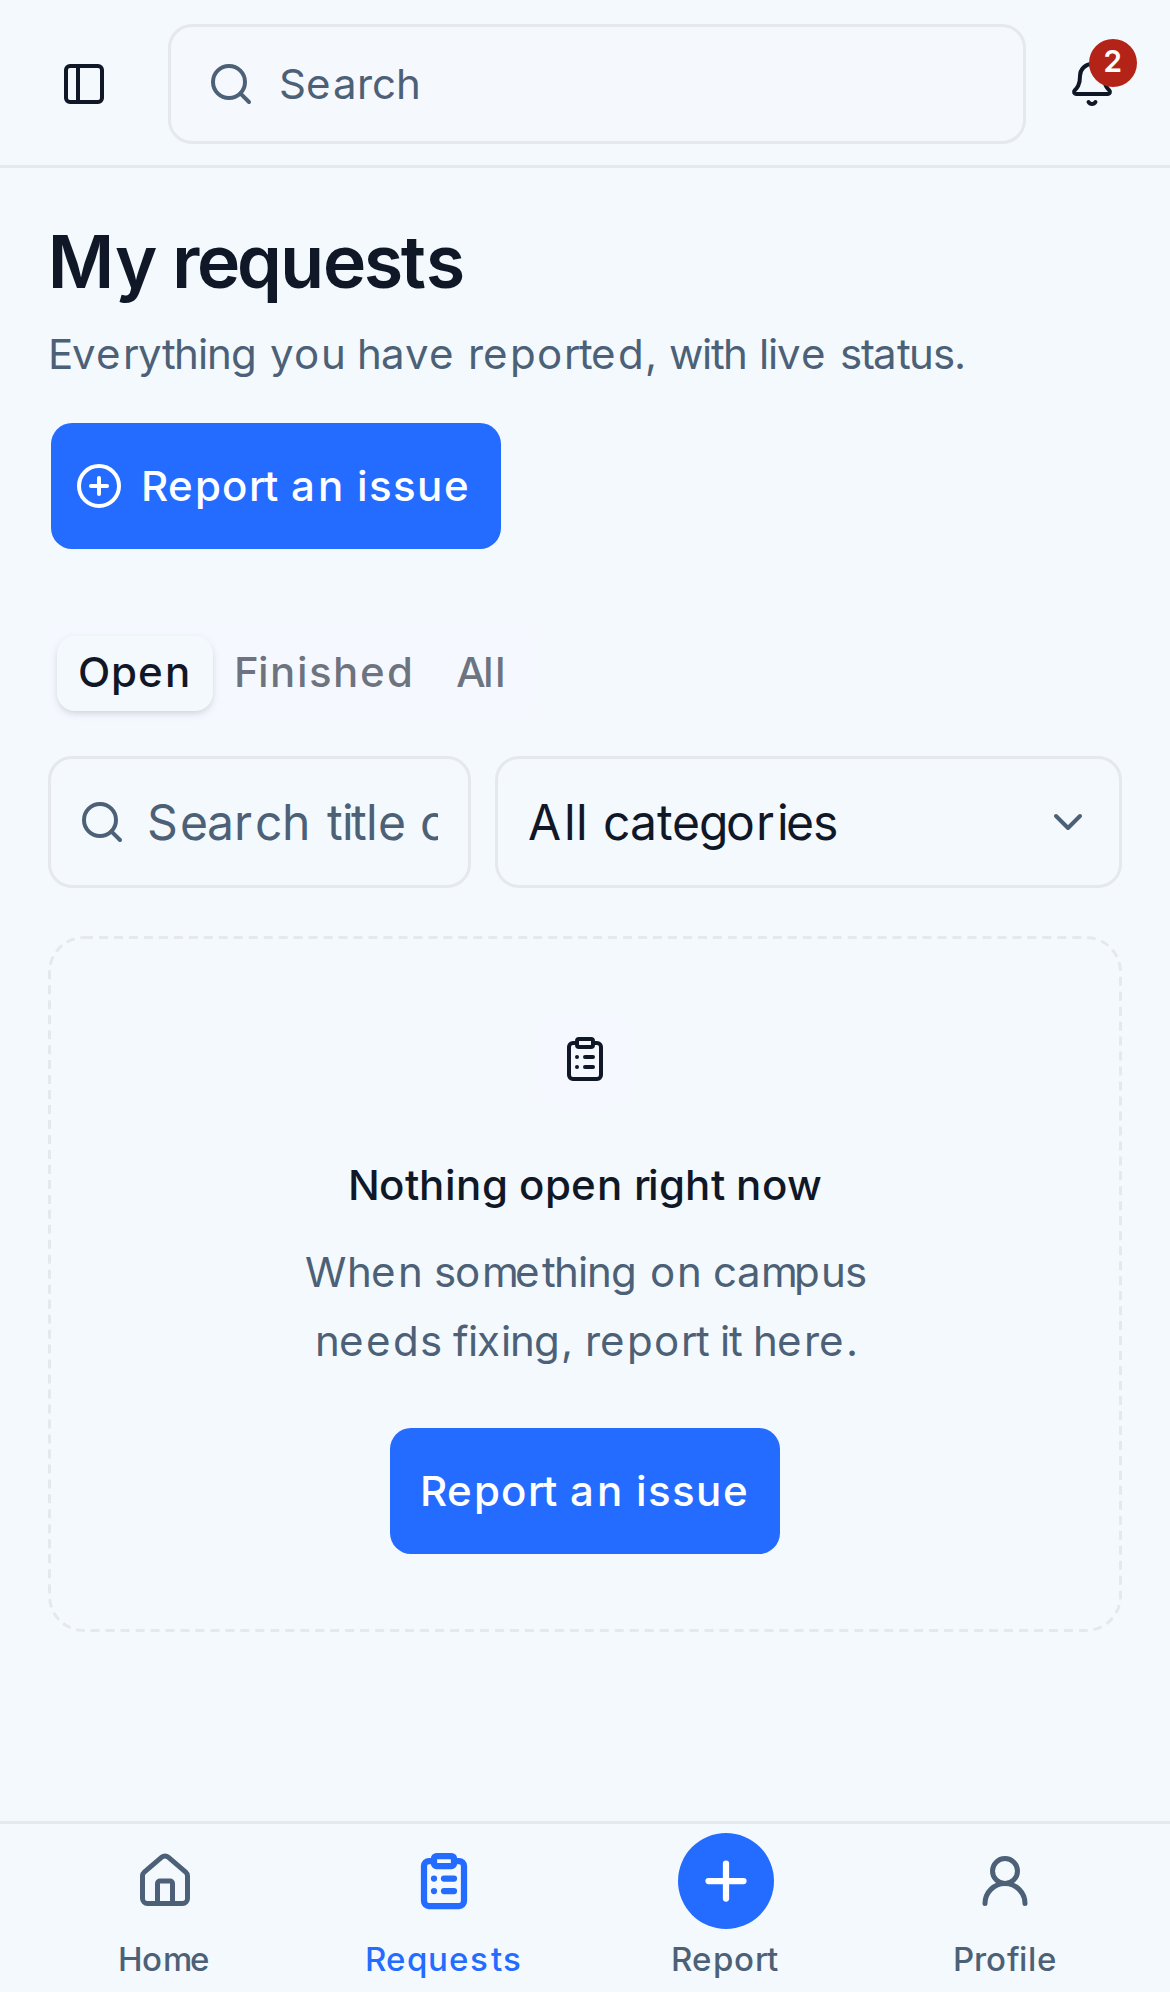 Search
2
My requests
Everything you have reported, with live status.
Report an issue
Open Finished All
Search title
All categories
Nothing open right now
When something on campus
needs fixing, report it here.
Report an issue
Home Requests Report Profile